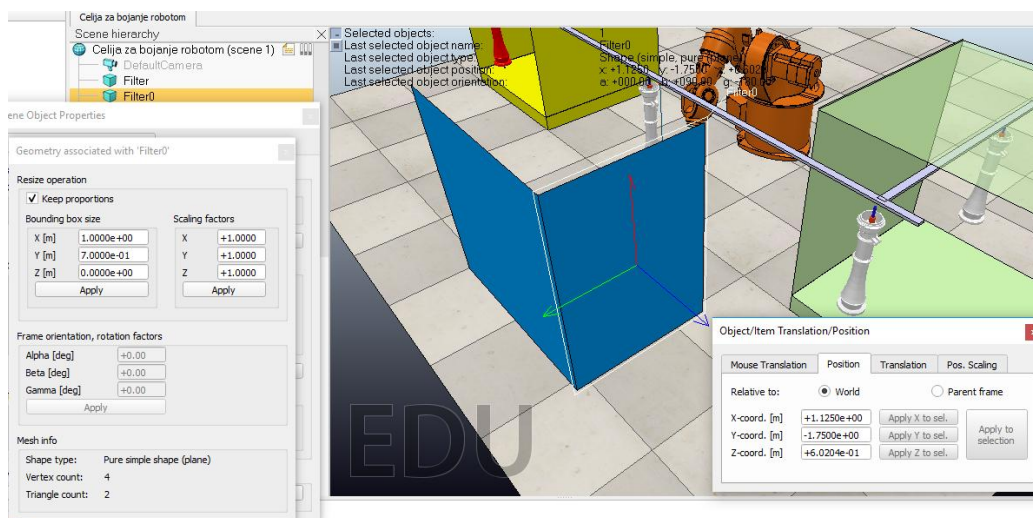 Celija za bojanje robotom
Scene hierarchy
Celija za bojanje robotom (scene 1)
DefaultCamera
Filter
Filter0
Selected objects: 1
Last selected object name: Filter0
Last selected object type: Shape (simple, pure (plane)
Last selected object position:
Last selected object orientation:
Filter0
ene Object Properties
Geometry associated with 'Filter0'
Resize operation
Keep proportions
Bounding box size Scaling factors
X [m] 1.0000e+00 X +1.0000
Y [m] 7.0000e-01 Y +1.0000
Z [m] 0.0000e+00 Z +1.0000
Apply Apply
Frame orientation, rotation factors
Alpha [deg] +0.00
Beta [deg] +0.00
Gamma [deg] +0.00
Apply
Mesh info
Shape type: Pure simple shape (plane)
Vertex count: 4
Triangle count: 2
EDU
Object/Item Translation/Position
Mouse Translation Position Translation Pos. Scaling
Relative to: World Parent frame
X-coord. [m] +1.1250e+00 Apply X to sel.
Y-coord. [m] -1.7500e+00 Apply Y to sel.
Z-coord. [m] +6.0204e-01 Apply Z to sel.
Apply to
selection